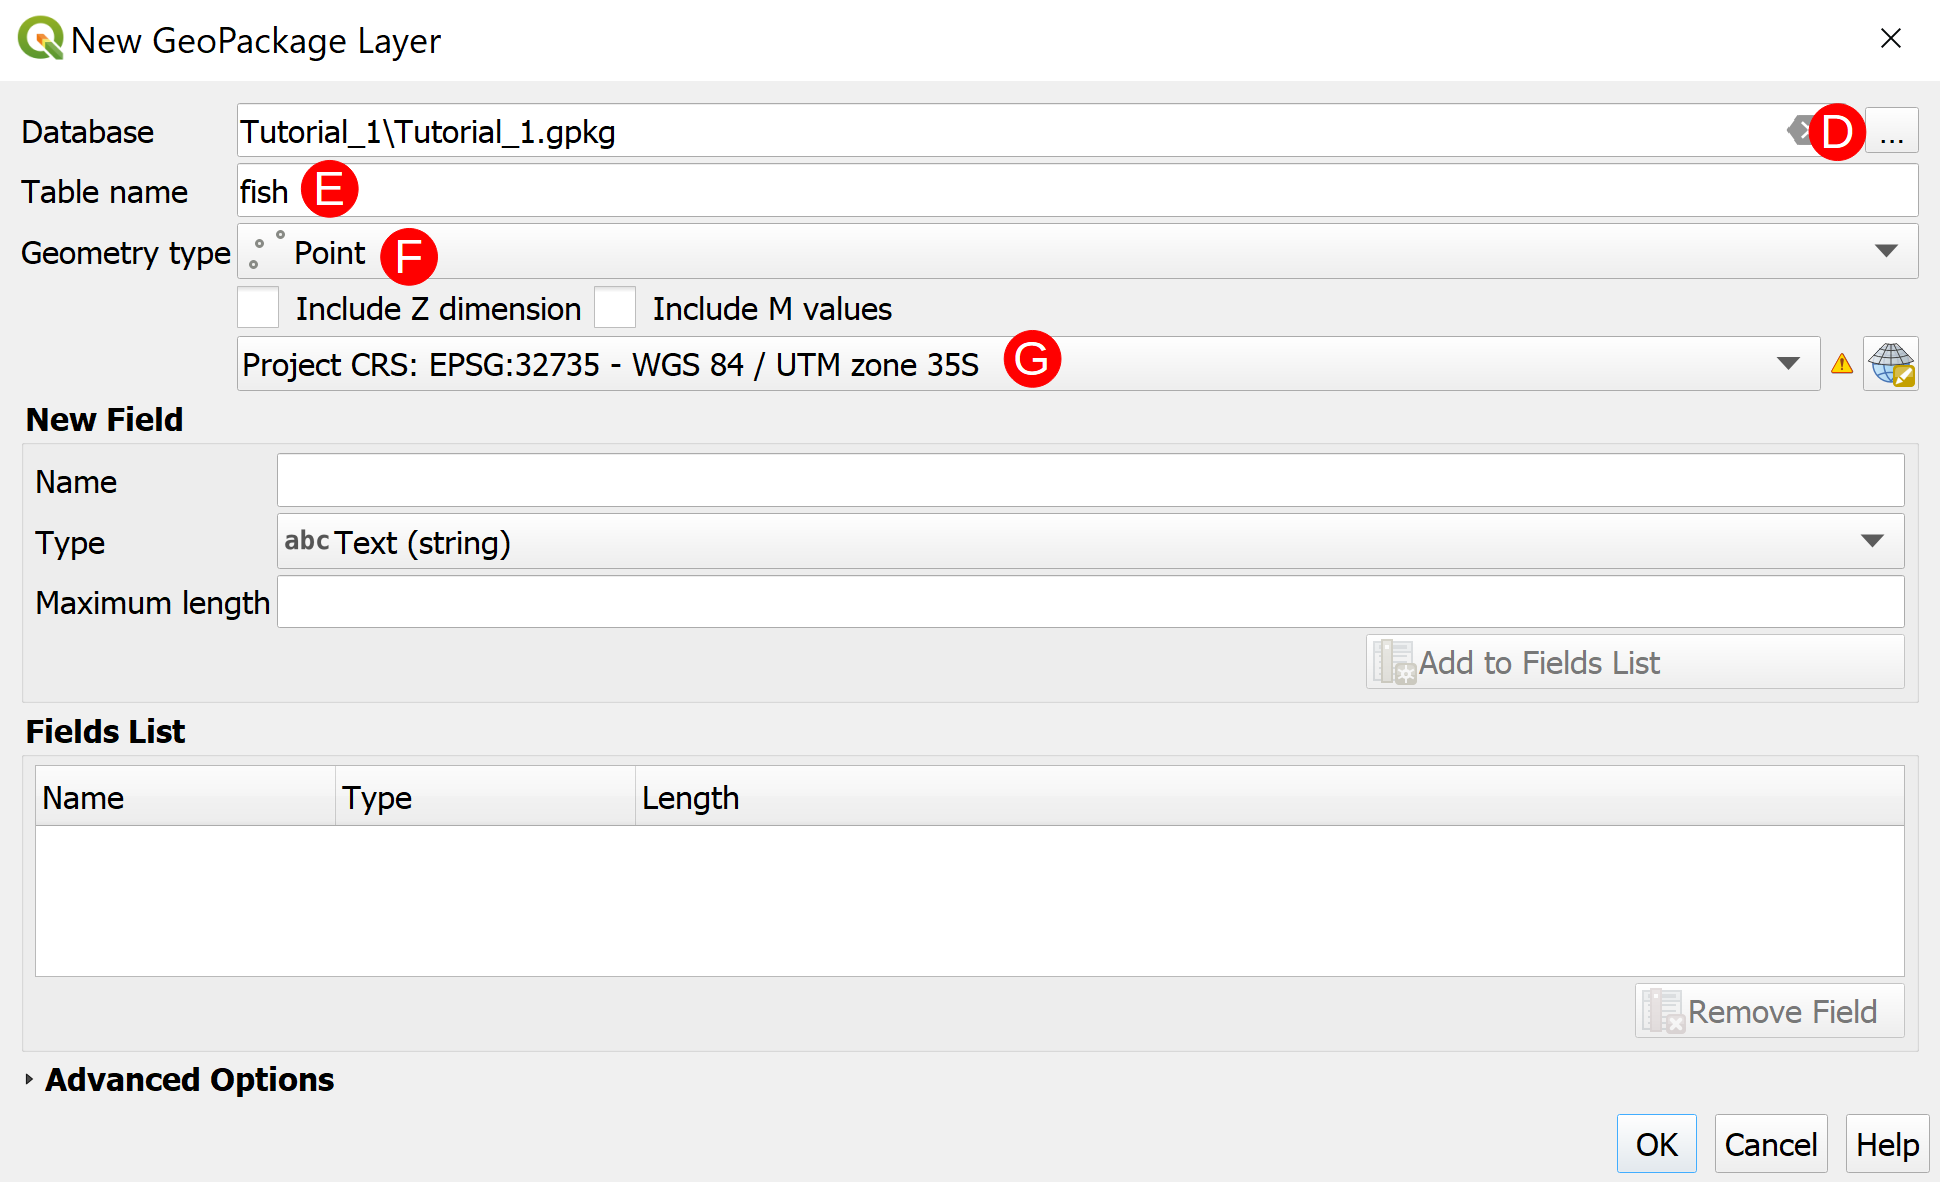 New GeoPackage Layer
Database Tutorial_1\Tutorial_1.gpkg D ...
Table name fish E
Geometry type Point F
Include Z dimension Include M values
Project CRS: EPSG:32735 - WGS 84 / UTM zone 35S G
New Field
Name
Type abc Text (string)
Maximum length
Add to Fields List
Fields List
Name Type Length
Remove Field
Advanced Options
OK Cancel Help